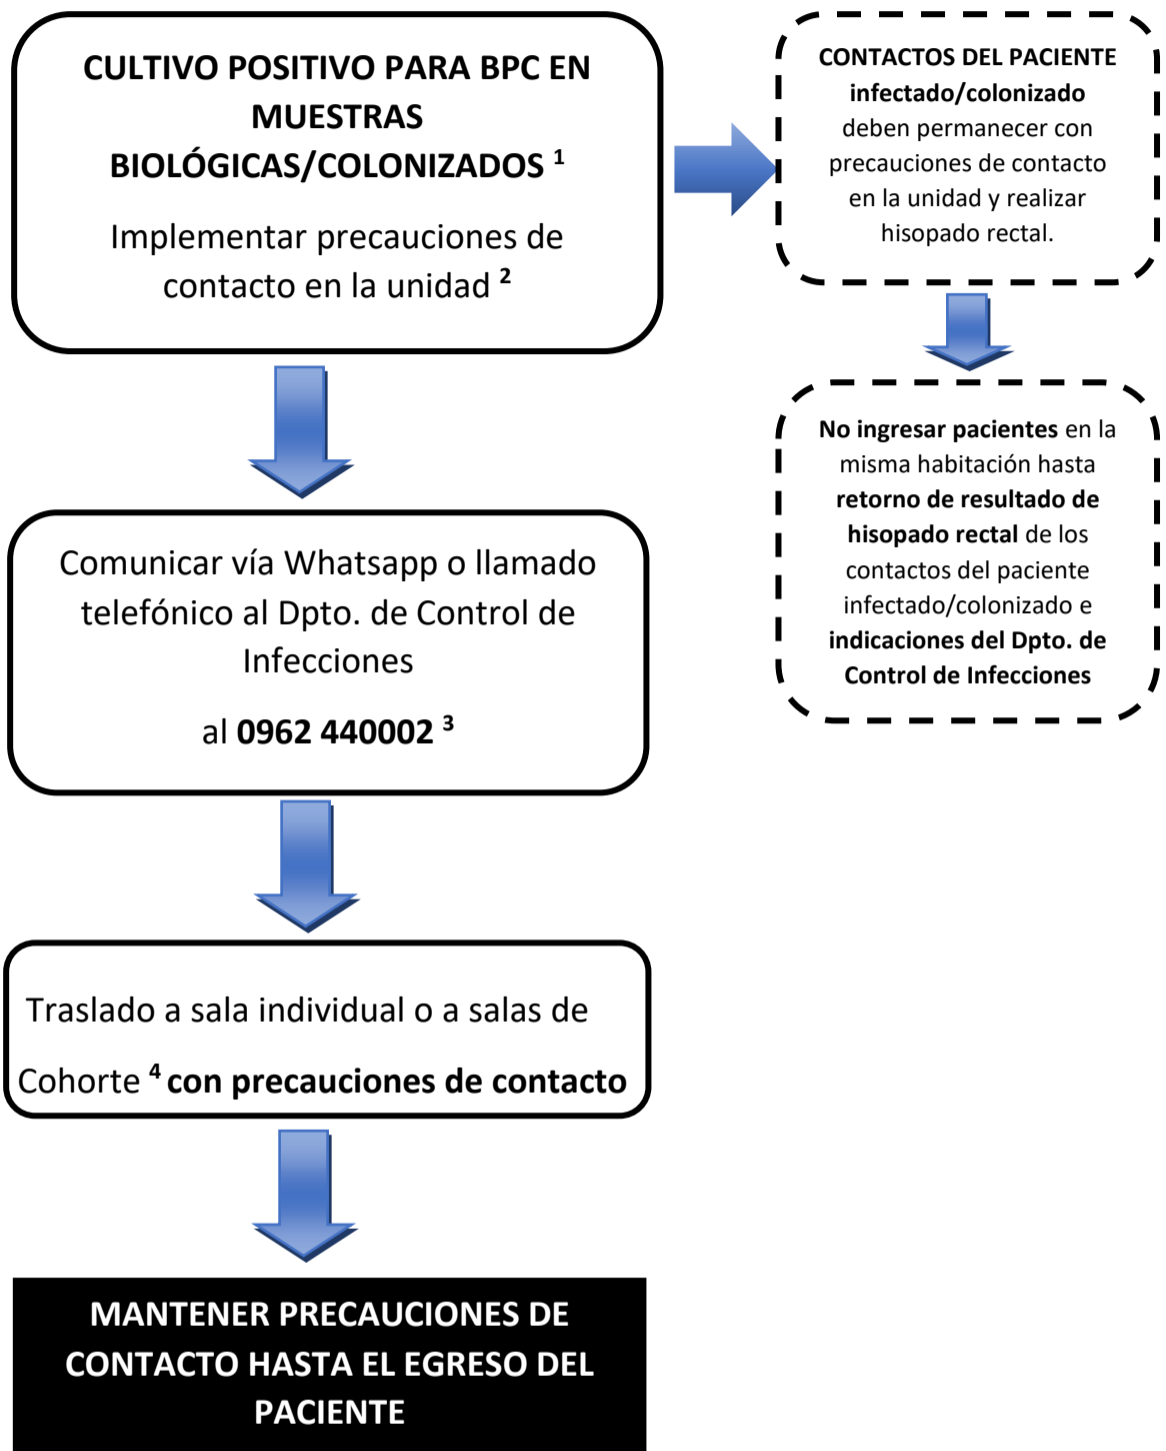 CULTIVO POSITIVO PARA BPC EN
MUESTRAS
BIOLÓGICAS/COLONIZADOS ¹
Implementar precauciones de
contacto en la unidad ²
CONTACTOS DEL PACIENTE
infectado/colonizado
deben permanecer con
precauciones de contacto
en la unidad y realizar
hisopado rectal.
No ingresar pacientes en la
misma habitación hasta
retorno de resultado de
hisopado rectal de los
contactos del paciente
infectado/colonizado e
indicaciones del Dpto. de
Control de Infecciones
Comunicar vía Whatsapp o llamado
telefónico al Dpto. de Control de
Infecciones
al 0962 440002 ³
Traslado a sala individual o a salas de
Cohorte ⁴ con precauciones de contacto
MANTENER PRECAUCIONES DE
CONTACTO HASTA EL EGRESO DEL
PACIENTE